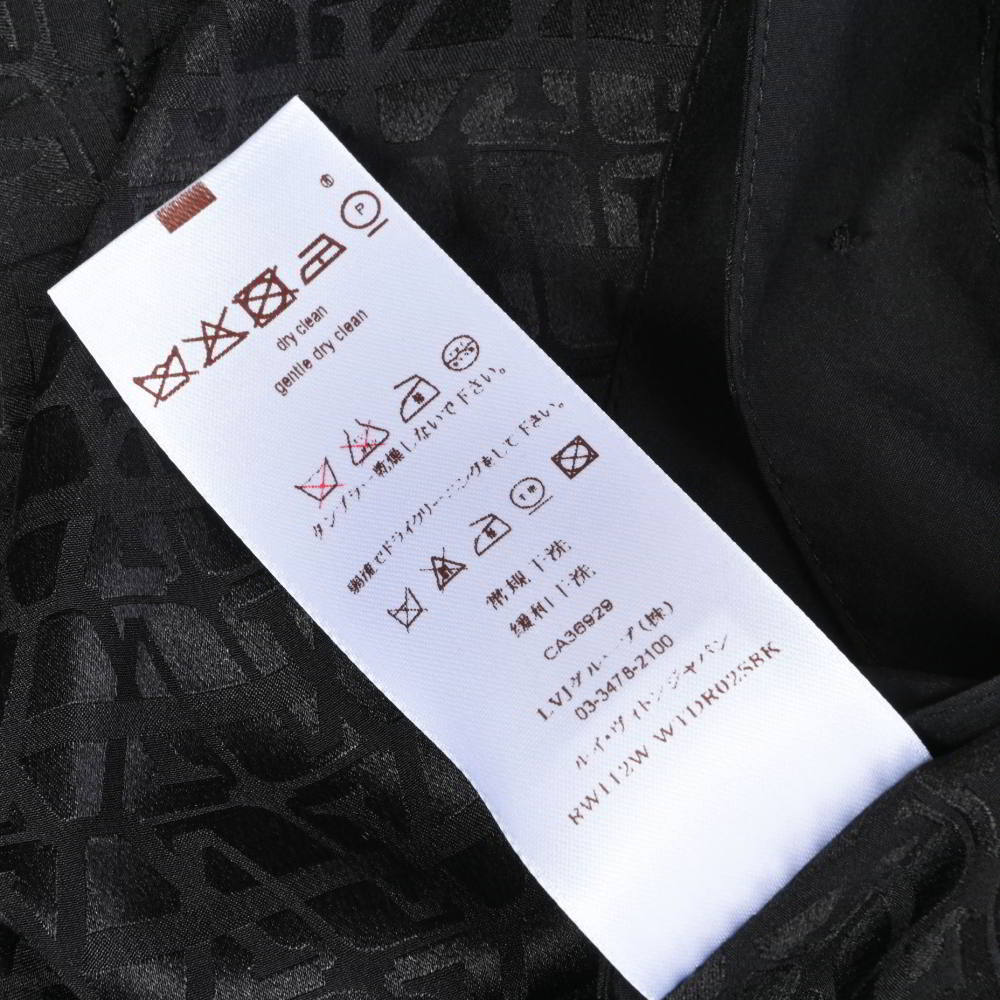 ®
P
dry clean
gentle dry clean
タンブラー乾燥しないで下さい。
弱溶でドライクリーニングをして下さい。
常规干洗
缓和干洗
CA36929
LVJグループ(株)
03-3478-2100
ルイ・ヴィトン ジャパン
RW112W W1DR02SBK